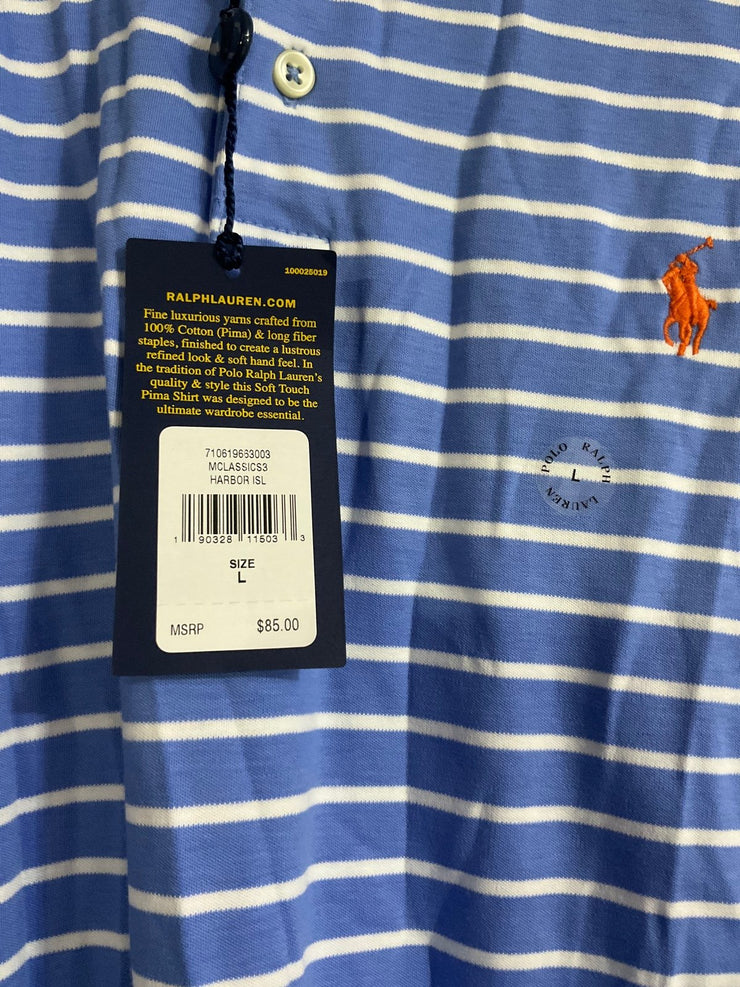 100025019
RALPHLAUREN.COM
Fine luxurious yarns crafted from
100% Cotton (Pima) & long fiber
staples, finished to create a lustrous
refined look & soft hand feel. In
the tradition of Polo Ralph Lauren's
quality & style this Soft Touch
Pima Shirt was designed to be the
ultimate wardrobe essential.
710619663003
MCLASSICS3
HARBOR ISL
1 90328 11503 3
SIZE
L
MSRP $85.00
POLO RALPH LAUREN
L